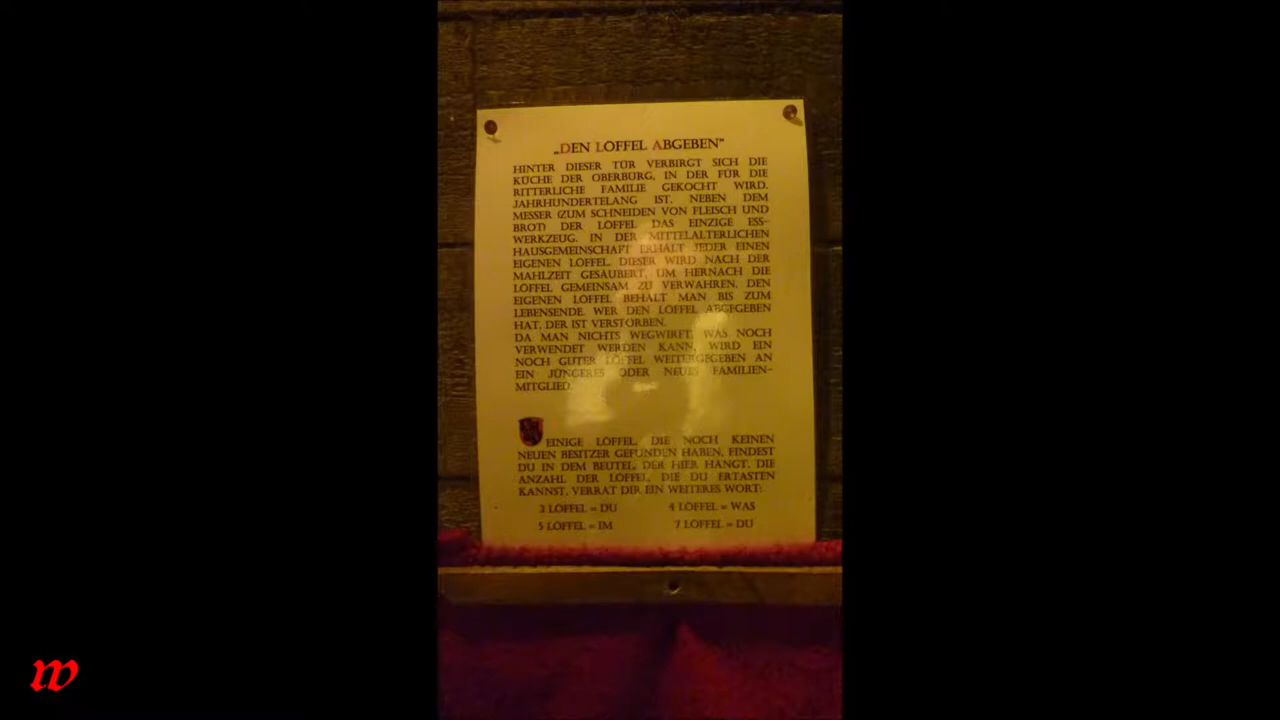 „DEN LÖFFEL ABGEBEN"
HINTER DIESER TÜR VERBIRGT SICH DIE
KÜCHE DER OBERBURG, IN DER FÜR DIE
RITTERLICHE FAMILIE GEKOCHT WIRD.
JAHRHUNDERTELANG IST, NEBEN DEM
MESSER (ZUM SCHNEIDEN VON FLEISCH UND
BROT) DER LÖFFEL DAS EINZIGE ESS-
WERKZEUG. IN DER MITTELALTERLICHEN
HAUSGEMEINSCHAFT ERHÄLT JEDER EINEN
EIGENEN LÖFFEL. DIESER WIRD NACH DER
MAHLZEIT GESÄUBERT, UM HERNACH DIE
LÖFFEL GEMEINSAM ZU VERWAHREN. DEN
EIGENEN LÖFFEL BEHÄLT MAN BIS ZUM
LEBENSENDE. WER DEN LÖFFEL ABGEGEBEN
HAT, DER IST VERSTORBEN.
DA MAN NICHTS WEGWIRFT, WAS NOCH
VERWENDET WERDEN KANN, WIRD EIN
NOCH GUTER LÖFFEL WEITERGEGEBEN AN
EIN JÜNGERES ODER NEUES FAMILIEN-
MITGLIED.
EINIGE LÖFFEL, DIE NOCH KEINEN
NEUEN BESITZER GEFUNDEN HABEN, FINDEST
DU IN DEM BEUTEL, DER HIER HÄNGT. DIE
ANZAHL DER LÖFFEL, DIE DU ERTASTEN
KANNST, VERRÄT DIR EIN WEITERES WORT:
3 LÖFFEL = DU 4 LÖFFEL = WAS
5 LÖFFEL = IM 7 LÖFFEL = DU
w